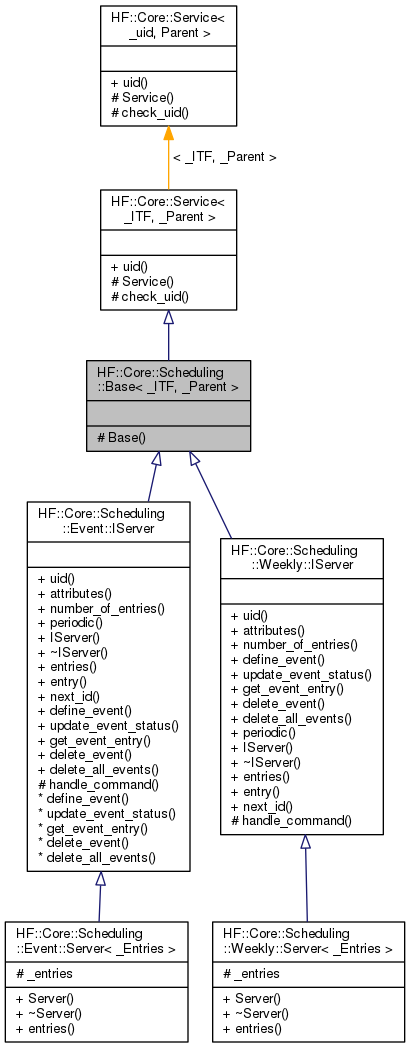 HF::Core::Service<
_uid, Parent >
+ uid()
# Service()
# check_uid()
< _ITF, _Parent >
HF::Core::Service<
_ITF, _Parent >
+ uid()
# Service()
# check_uid()
HF::Core::Scheduling
::Base< _ITF, _Parent >
# Base()
HF::Core::Scheduling
::Event::IServer
+ uid()
+ attributes()
+ number_of_entries()
+ periodic()
+ IServer()
+ ~IServer()
+ entries()
+ entry()
+ next_id()
+ define_event()
+ update_event_status()
+ get_event_entry()
+ delete_event()
+ delete_all_events()
# handle_command()
* define_event()
* update_event_status()
* get_event_entry()
* delete_event()
* delete_all_events()
HF::Core::Scheduling
::Weekly::IServer
+ uid()
+ attributes()
+ number_of_entries()
+ define_event()
+ update_event_status()
+ get_event_entry()
+ delete_event()
+ delete_all_events()
+ periodic()
+ IServer()
+ ~IServer()
+ entries()
+ entry()
+ next_id()
# handle_command()
HF::Core::Scheduling
::Event::Server< _Entries >
# _entries
+ Server()
+ ~Server()
+ entries()
HF::Core::Scheduling
::Weekly::Server< _Entries >
# _entries
+ Server()
+ ~Server()
+ entries()